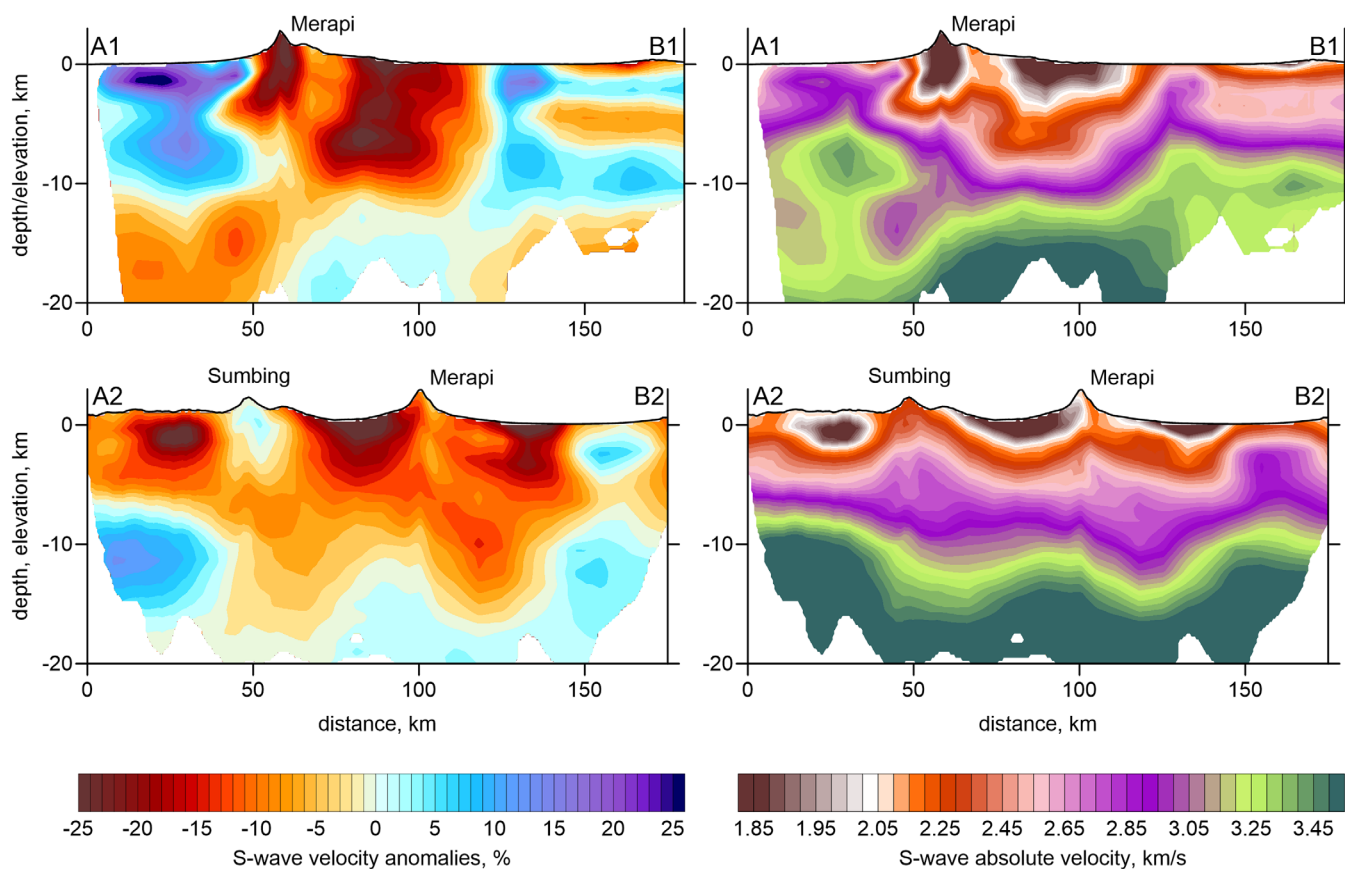 Merapi
Merapi
A1
B1
A1
B1
depth/elevation, km
0
-10
-20
0
-10
-20
0
50
100
150
0
50
100
150
Sumbing
Merapi
Sumbing
Merapi
A2
B2
A2
B2
depth, elevation, km
0
-10
-20
0
-10
-20
0
50
100
150
0
50
100
150
distance, km
distance, km
-25 -20 -15 -10 -5 0 5 10 15 20 25
1.85 1.95 2.05 2.25 2.45 2.65 2.85 3.05 3.25 3.45
S-wave velocity anomalies, %
S-wave absolute velocity, km/s